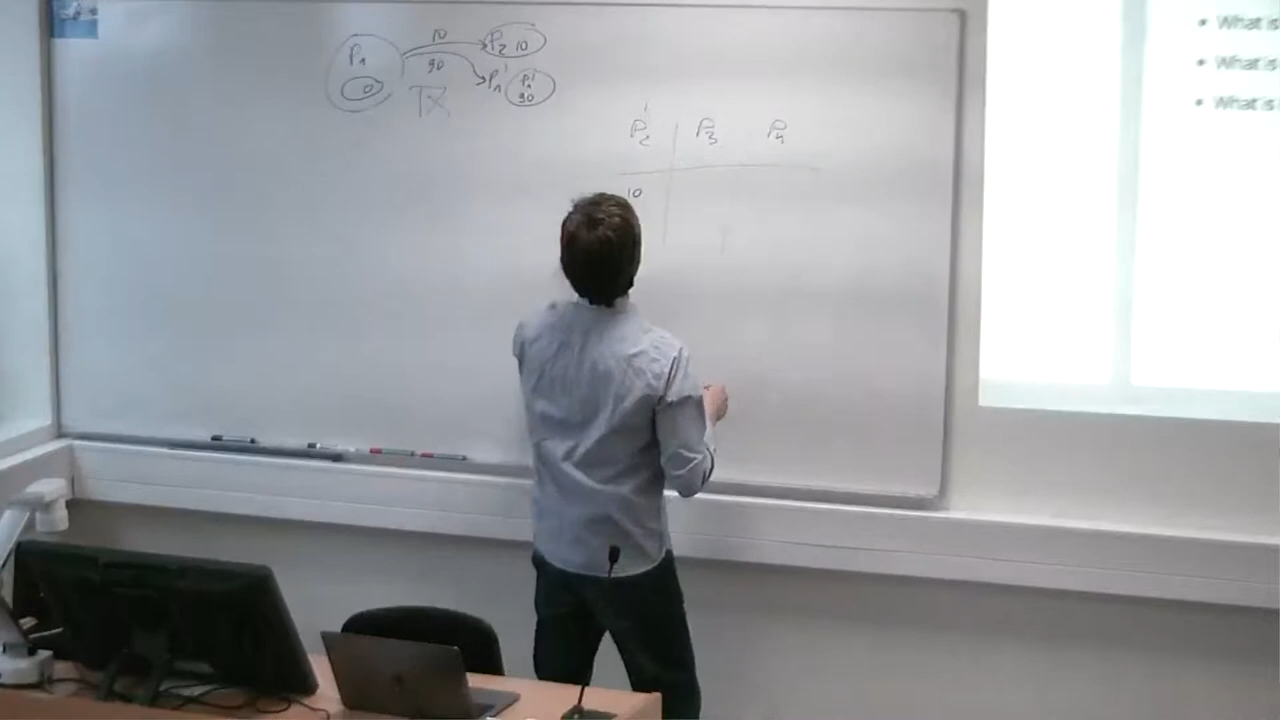 P₁ 10 P₂ 10
0 90 P₁' P₁' 90
TX
P₂' P₃ P₄
10
• What is
• What is
• What is